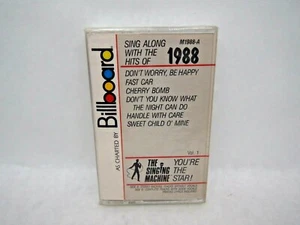 M1988-A
SING ALONG
WITH THE
HITS OF
1988
DON'T WORRY, BE HAPPY
FAST CAR
CHERRY BOMB
DON'T YOU KNOW WHAT
THE NIGHT CAN DO
HANDLE WITH CARE
SWEET CHILD O' MINE
AS CHARTED BY
Billboard
THE
SINGING
MACHINE
YOU'RE
THE
STAR!